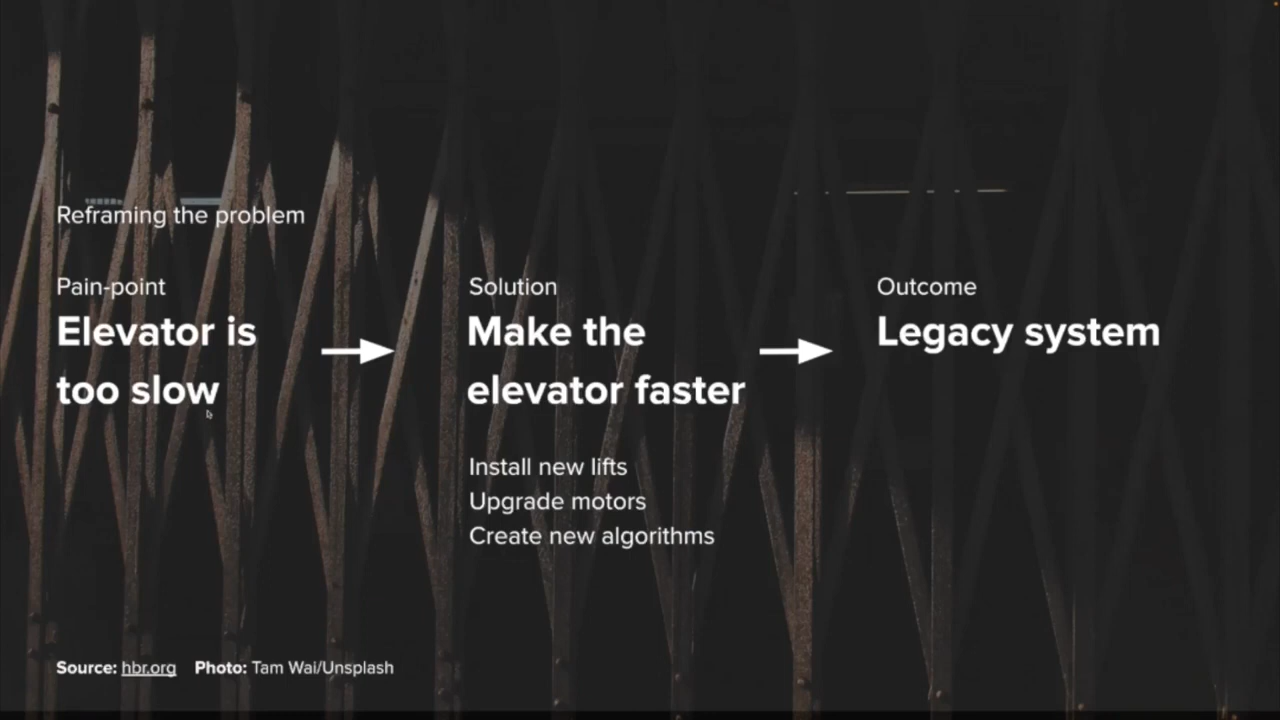 Reframing the problem
Pain-point
Elevator is
too slow
Solution
Make the
elevator faster
Install new lifts
Upgrade motors
Create new algorithms
Outcome
Legacy system
Source: hbr.org Photo: Tam Wai/Unsplash